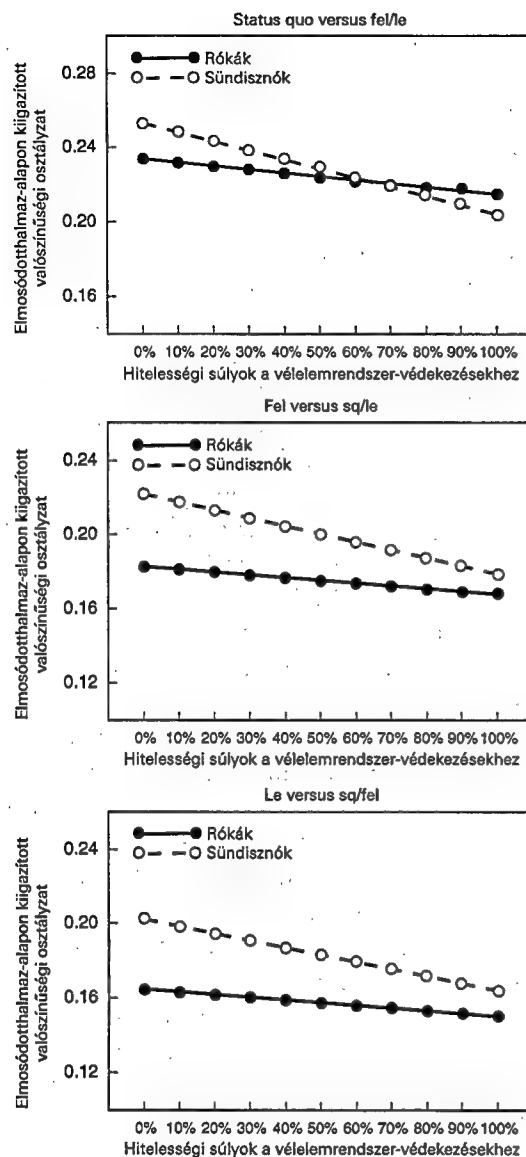 Status quo versus fel/le
Elmosódotthalmaz-alapon kiigazított
valószínűségi osztályzat
0.28
0.24
0.20
0.16
Rókák
Sündisznók
0% 10% 20% 30% 40% 50% 60% 70% 80% 90% 100%
Hitelességi súlyok a vélelemrendszer-védekezésekhez
Fel versus sq/le
Elmosódotthalmaz-alapon kiigazított
valószínűségi osztályzat
0.24
0.20
0.16
0.12
Rókák
Sündisznók
0% 10% 20% 30% 40% 50% 60% 70% 80% 90% 100%
Hitelességi súlyok a vélelemrendszer-védekezésekhez
Le versus sq/fel
Elmosódotthalmaz-alapon kiigazított
valószínűségi osztályzat
0.24
0.20
0.16
0.12
Rókák
Sündisznók
0% 10% 20% 30% 40% 50% 60% 70% 80% 90% 100%
Hitelességi súlyok a vélelemrendszer-védekezésekhez